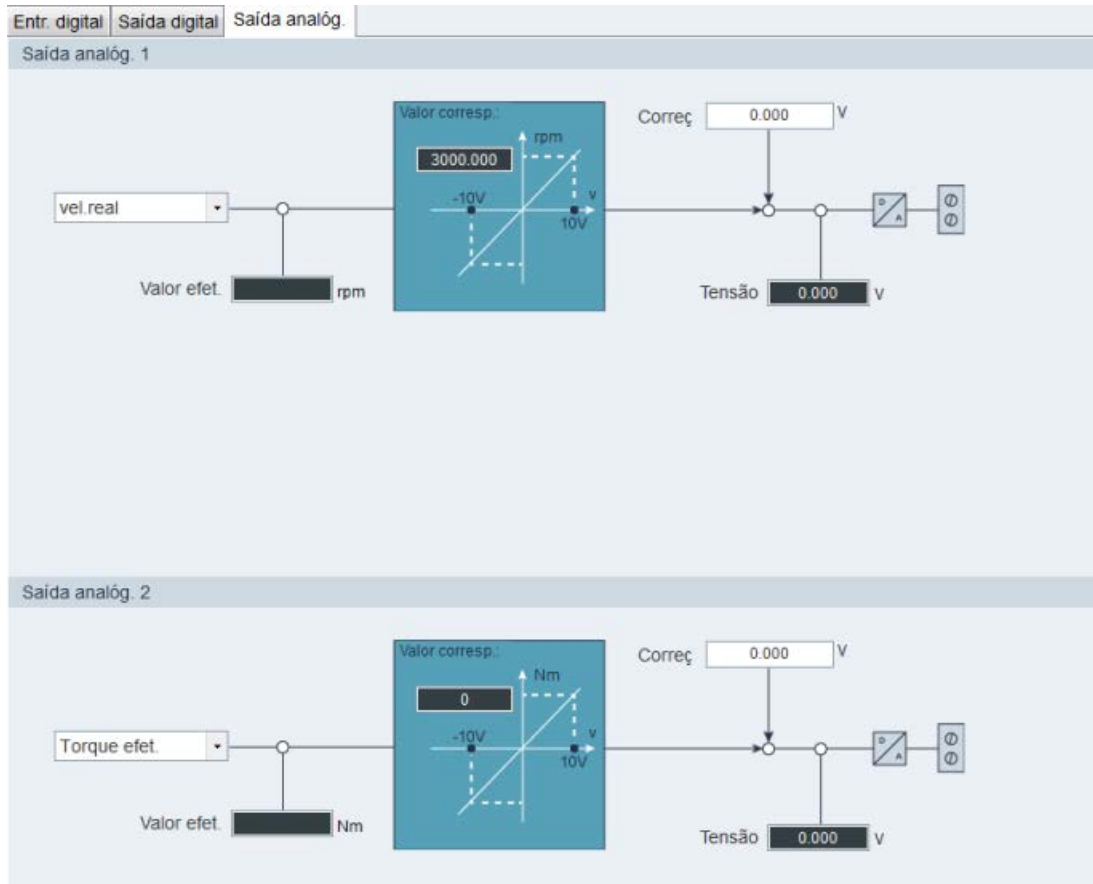 Entr. digital Saída digital Saída analóg.
Saída analóg. 1
Valor corresp.:
rpm
3000.000
-10V
v
10V
Correç 0.000 V
vel.real
D
A
Valor efet. rpm
Tensão 0.000 V
Saída analóg. 2
Valor corresp.:
Nm
0
-10V
v
10V
Correç 0.000 V
Torque efet.
D
A
Valor efet. Nm
Tensão 0.000 V